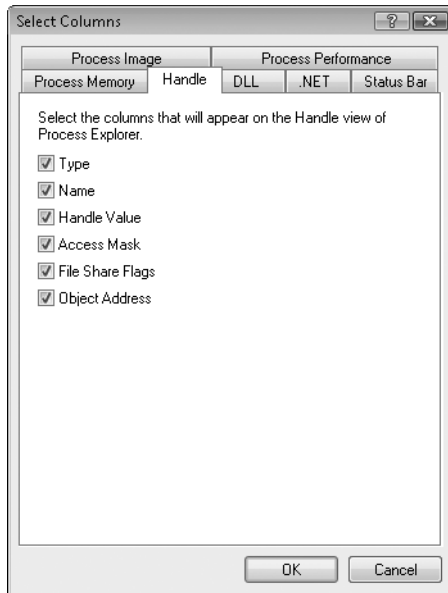 Select Columns
Process Image Process Performance
Process Memory Handle DLL .NET Status Bar
Select the columns that will appear on the Handle view of
Process Explorer.
Type
Name
Handle Value
Access Mask
File Share Flags
Object Address
OK Cancel